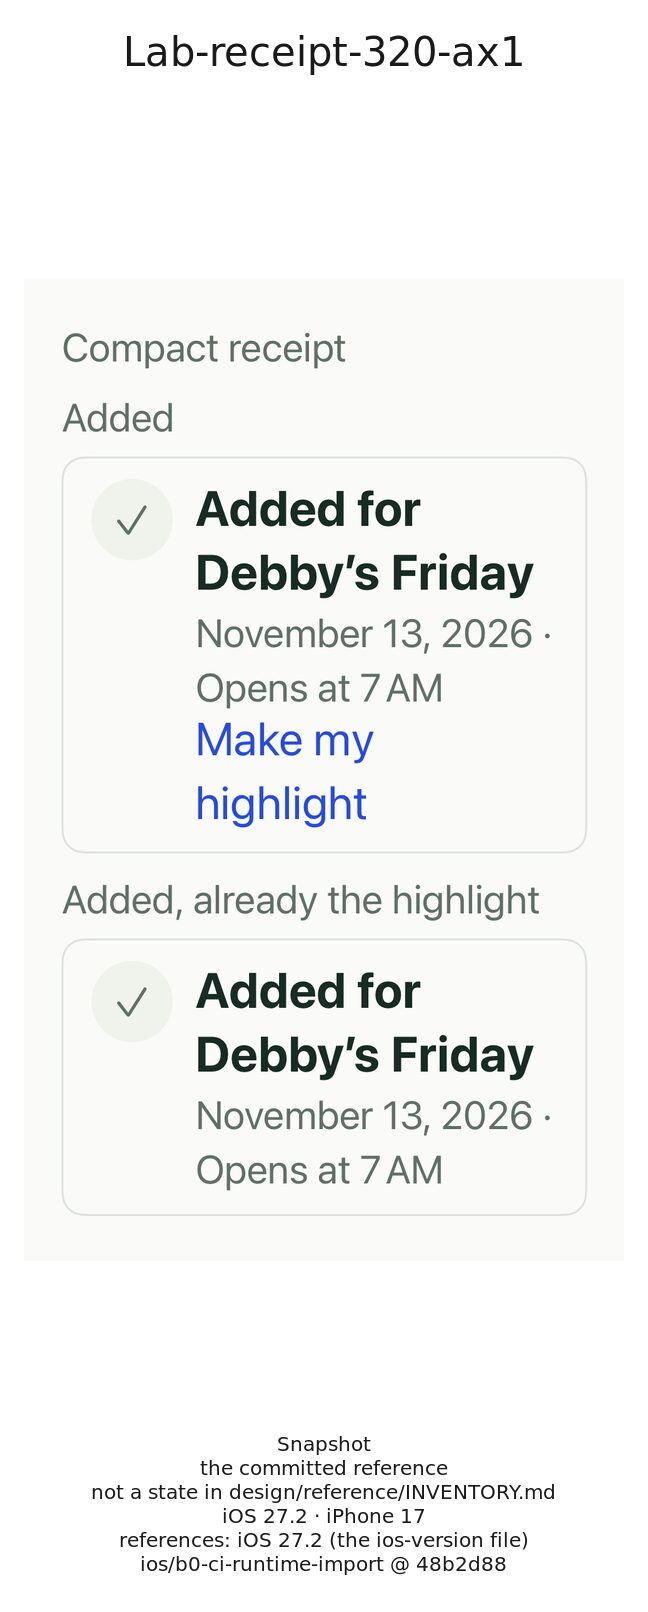 Lab-receipt-320-ax1
Compact receipt
Added
Added for
Debby’s Friday
November 13, 2026 ·
Opens at 7 AM
Make my
highlight
Added, already the highlight
Added for
Debby’s Friday
November 13, 2026 ·
Opens at 7 AM
Snapshot
the committed reference
not a state in design/reference/INVENTORY.md
iOS 27.2 · iPhone 17
references: iOS 27.2 (the ios-version file)
ios/b0-ci-runtime-import @ 48b2d88